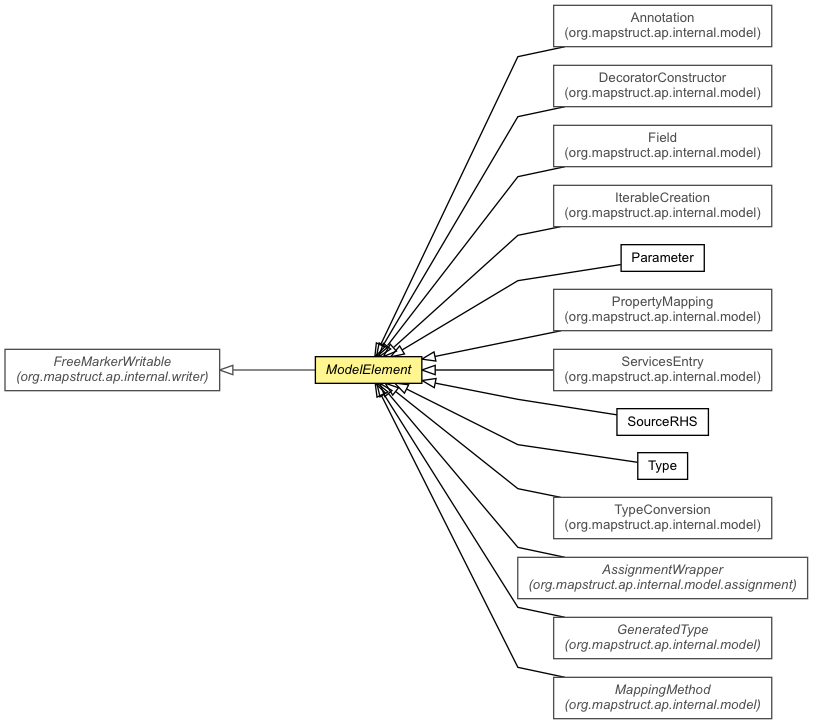 Annotation
(org.mapstruct.ap.internal.model)
DecoratorConstructor
(org.mapstruct.ap.internal.model)
Field
(org.mapstruct.ap.internal.model)
IterableCreation
(org.mapstruct.ap.internal.model)
Parameter
PropertyMapping
(org.mapstruct.ap.internal.model)
FreeMarkerWritable
(org.mapstruct.ap.internal.writer)
ModelElement
ServicesEntry
(org.mapstruct.ap.internal.model)
SourceRHS
Type
TypeConversion
(org.mapstruct.ap.internal.model)
AssignmentWrapper
(org.mapstruct.ap.internal.model.assignment)
GeneratedType
(org.mapstruct.ap.internal.model)
MappingMethod
(org.mapstruct.ap.internal.model)